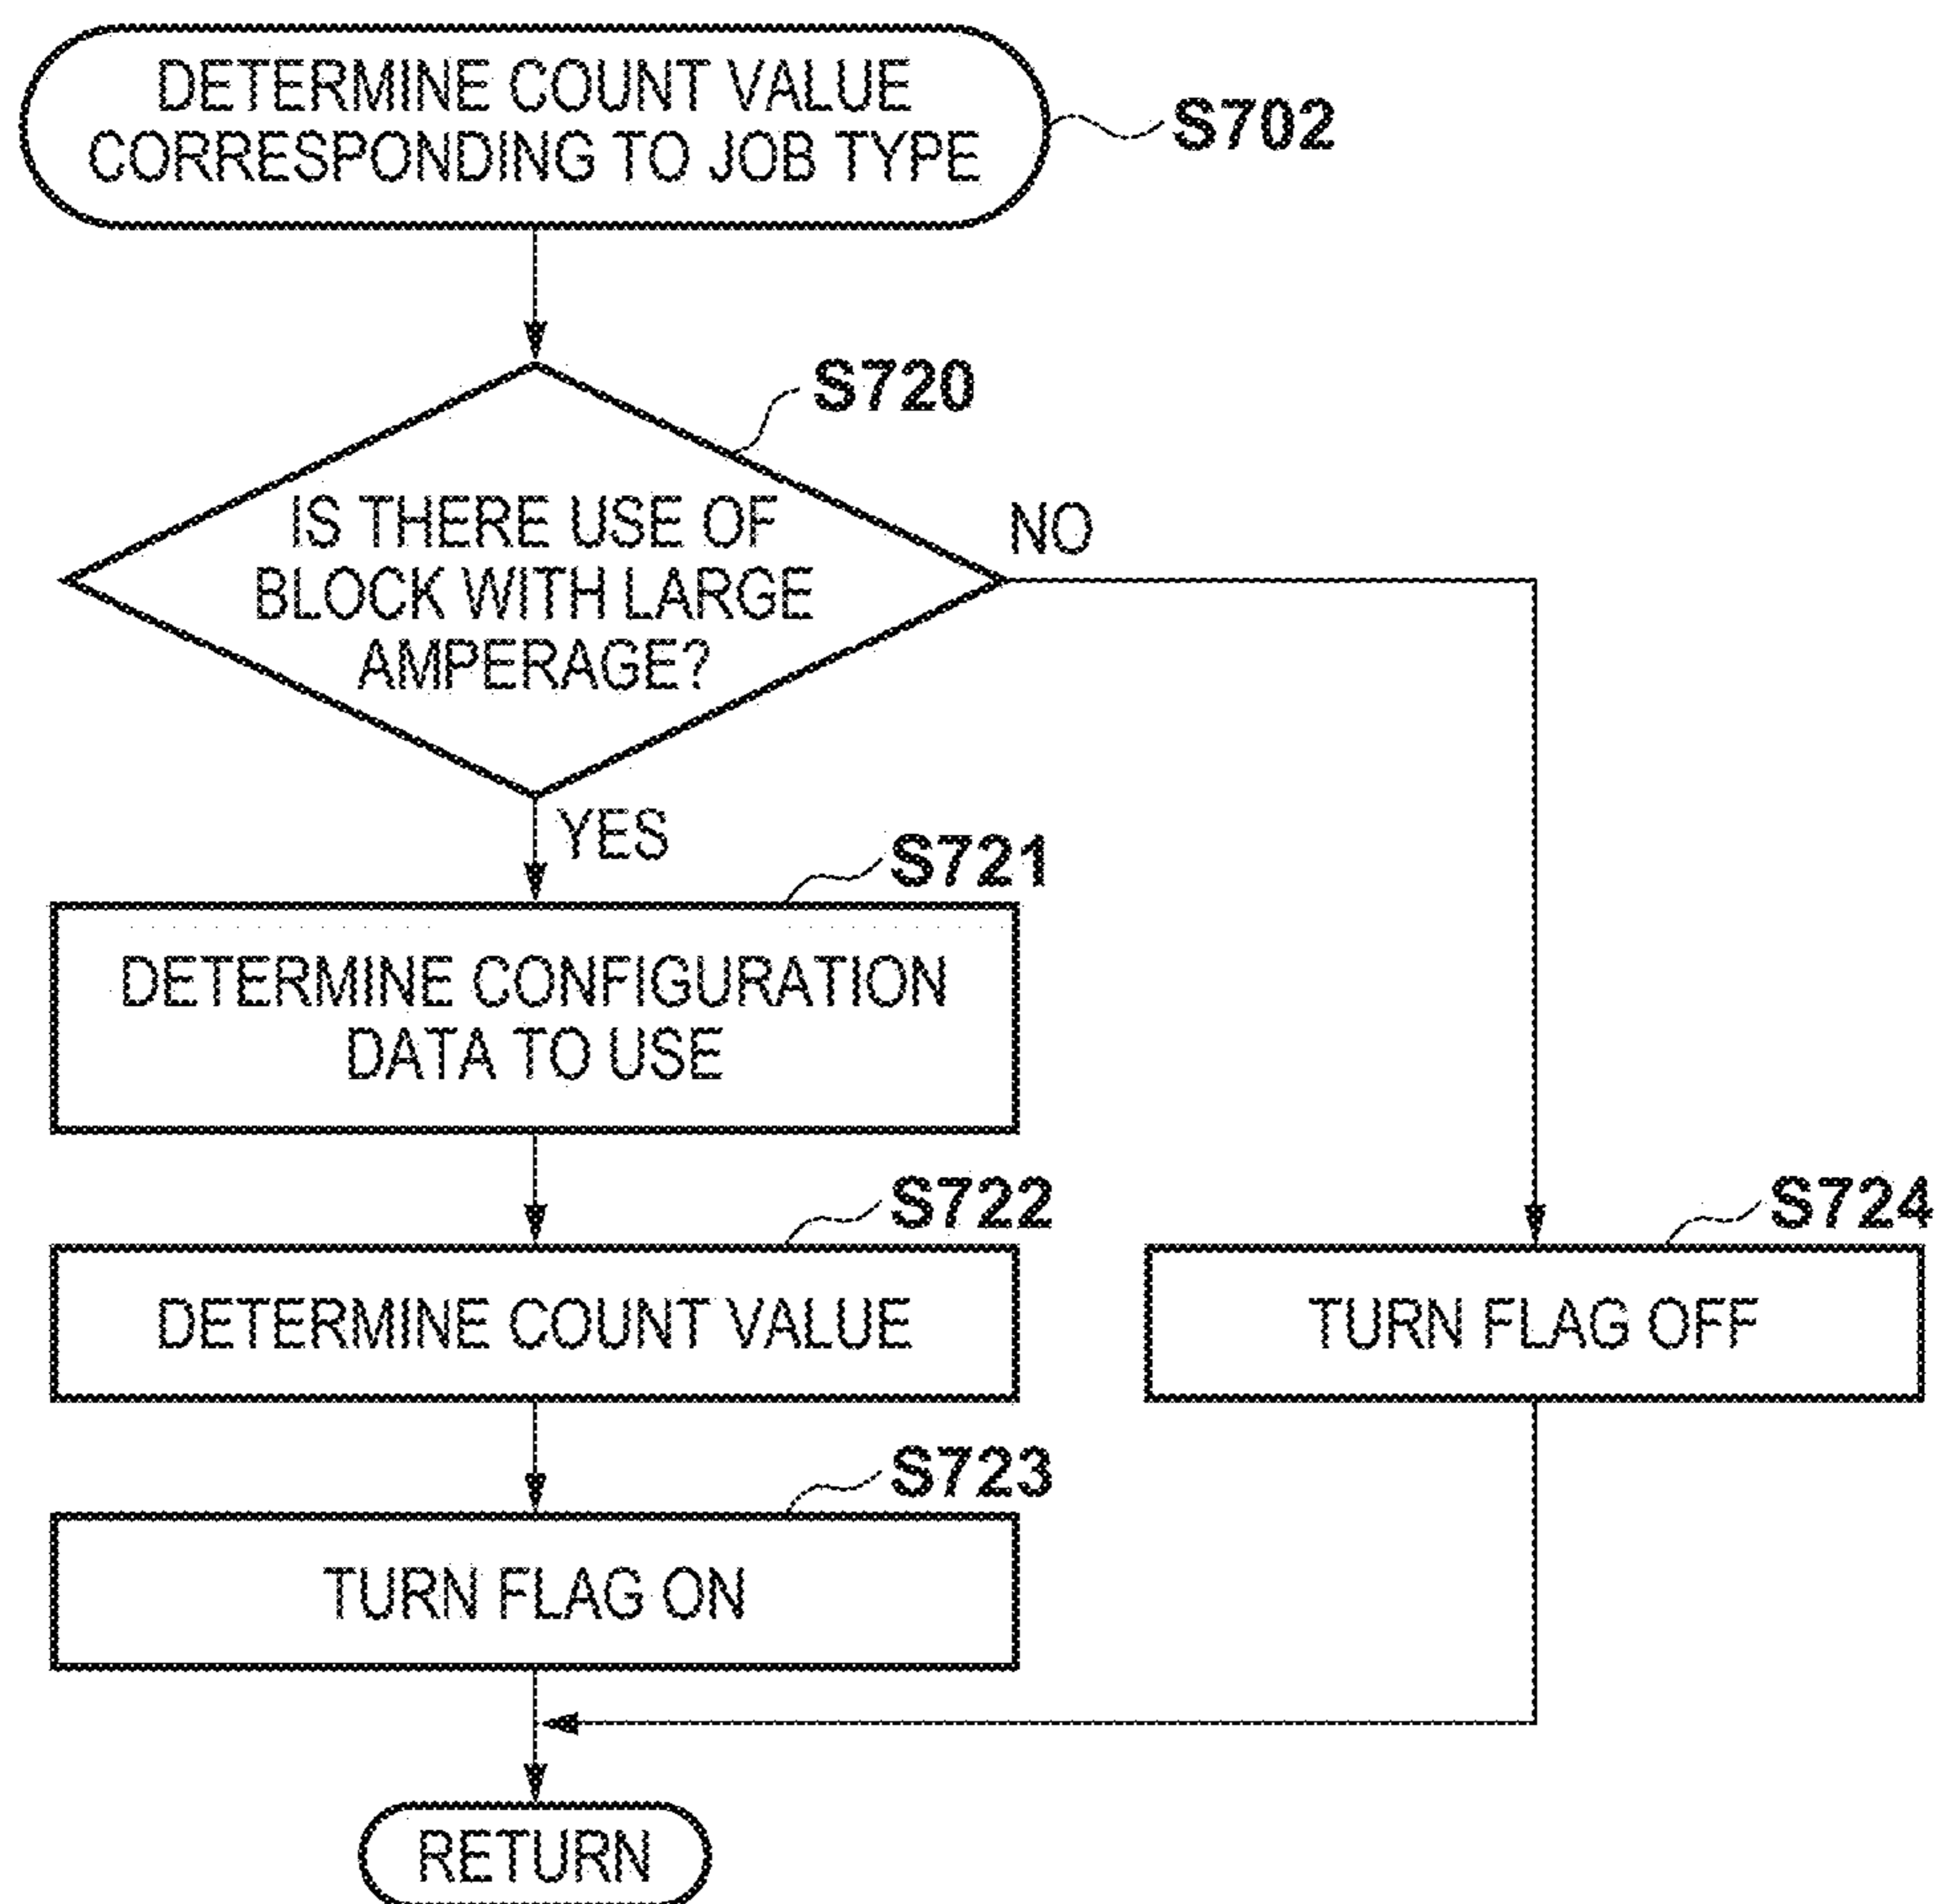 DETERMINE COUNT VALUE
CORRESPONDING TO JOB TYPE
S702
S720
IS THERE USE OF
BLOCK WITH LARGE
AMPERAGE?
NO
YES
S721
DETERMINE CONFIGURATION
DATA TO USE
S722
DETERMINE COUNT VALUE
S724
TURN FLAG OFF
S723
TURN FLAG ON
RETURN